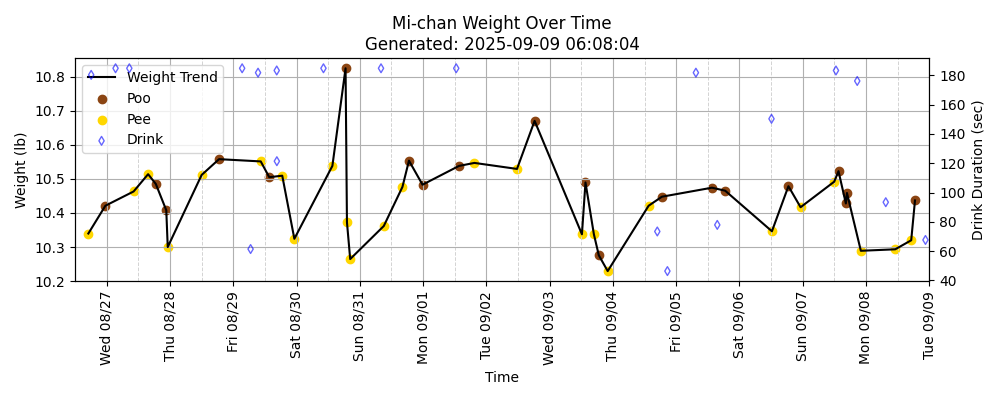 Mi-chan Weight Over Time
Generated: 2025-09-09 06:08:04
Weight (lb)
10.8
10.7
10.6
10.5
10.4
10.3
10.2
Weight Trend
Poo
Pee
Drink
180
160
140
120
100
80
60
40
Drink Duration (sec)
Wed 08/27
Thu 08/28
Fri 08/29
Sat 08/30
Sun 08/31
Mon 09/01
Tue 09/02
Wed 09/03
Thu 09/04
Fri 09/05
Sat 09/06
Sun 09/07
Mon 09/08
Tue 09/09
Time